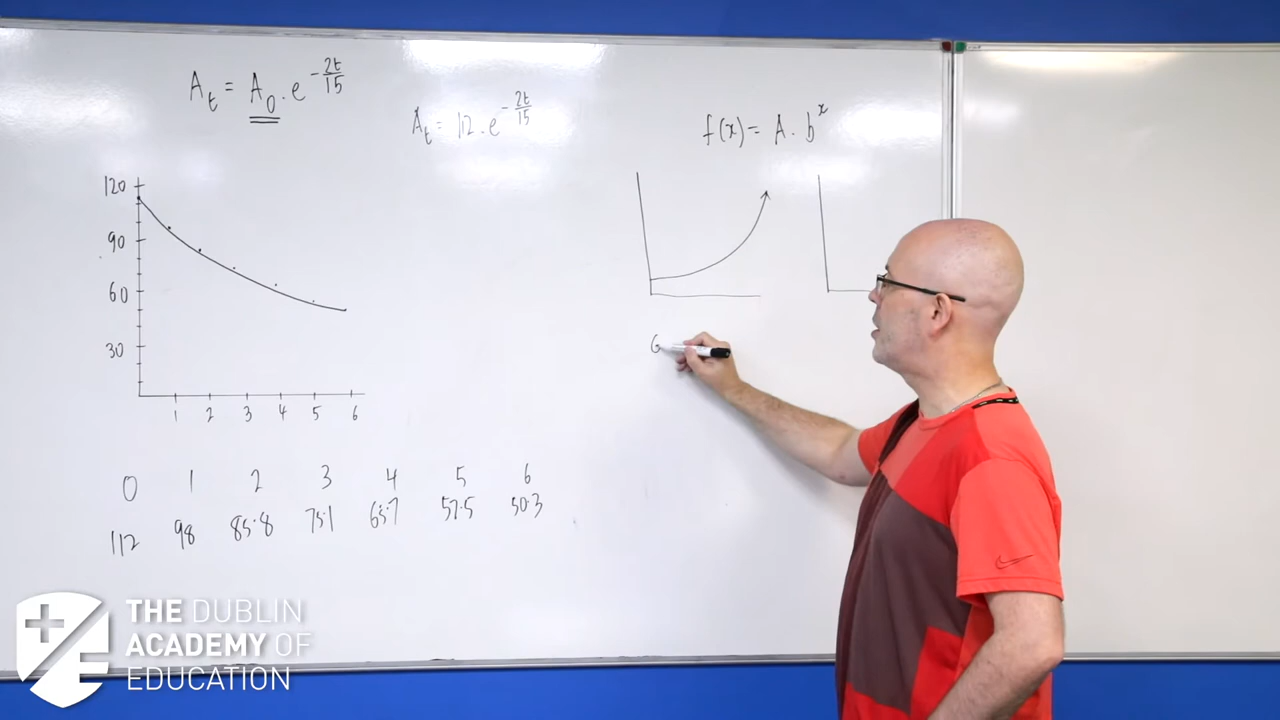 A_t = A_0 . e^{-2t/15}
A_t = 112 . e^{-2t/15}
f(x) = A . b^x
120
90
60
30
1 2 3 4 5 6
G
0 1 2 3 4 5 6
112 98 85.8 75.1 65.7 57.5 50.3
THE DUBLIN
ACADEMY OF
EDUCATION